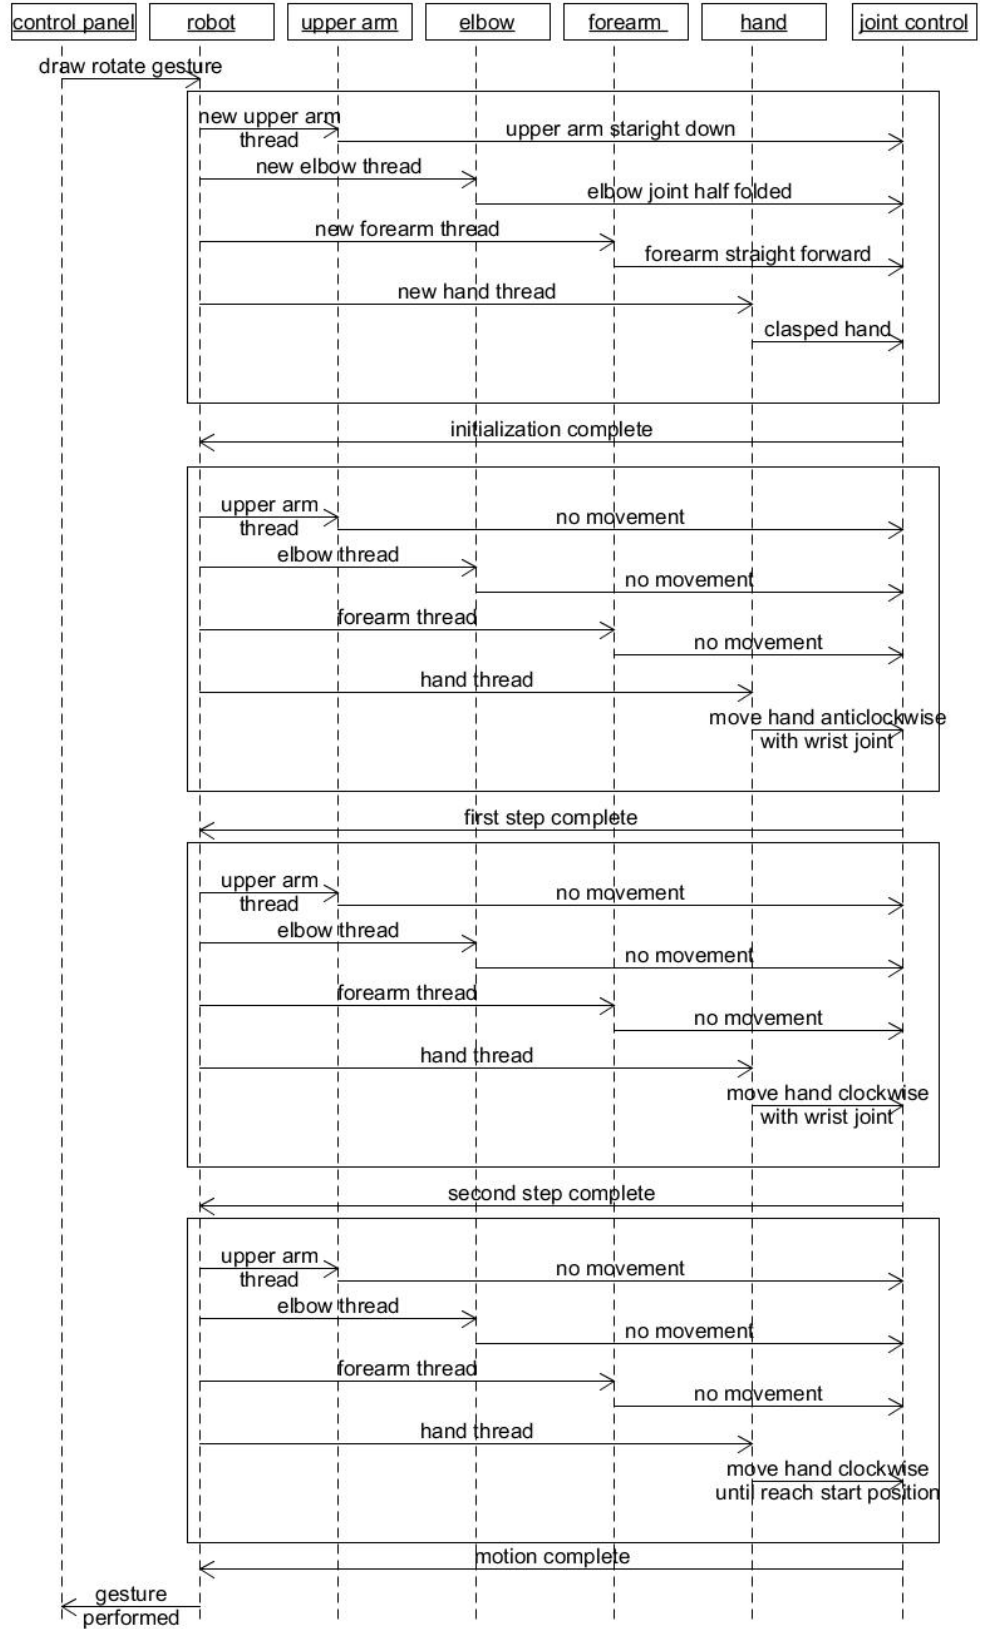 control panel robot upper arm elbow forearm hand joint control
draw rotate gesture
new upper arm
thread
upper arm staright down
new elbow thread
elbow joint half folded
new forearm thread
forearm straight forward
new hand thread
clasped hand
initialization complete
upper arm
thread
no movement
elbow thread
no movement
forearm thread
no movement
hand thread
move hand anticlockwise
with wrist joint
first step complete
upper arm
thread
no movement
elbow thread
no movement
forearm thread
no movement
hand thread
move hand clockwise
with wrist joint
second step complete
upper arm
thread
no movement
elbow thread
no movement
forearm thread
no movement
hand thread
move hand clockwise
until reach start position
motion complete
gesture
performed